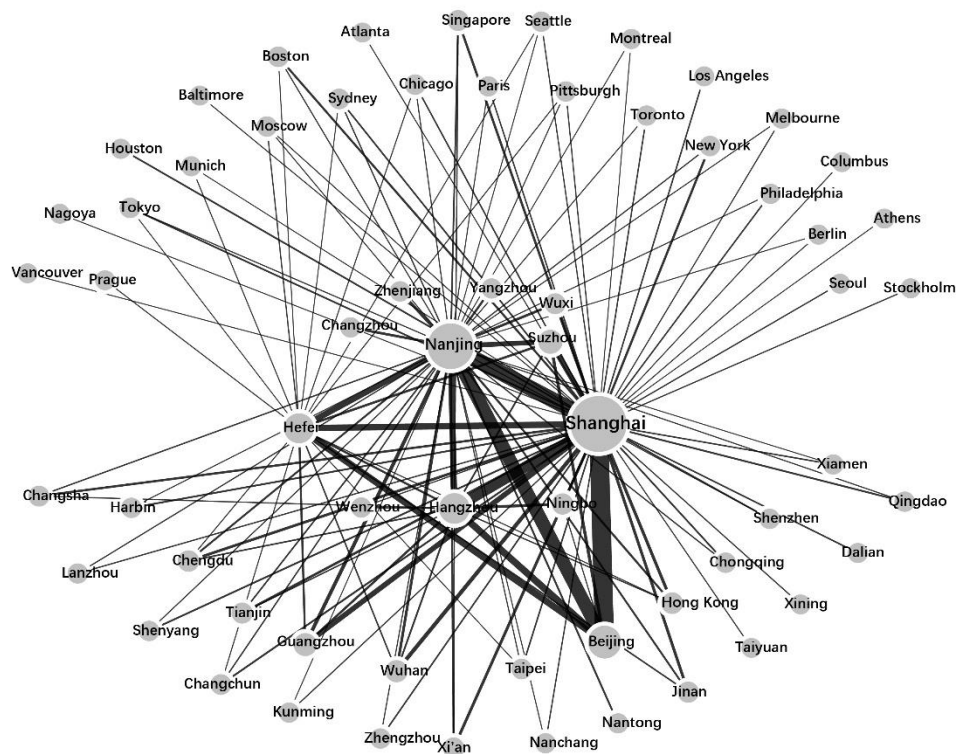 Singapore
Seattle
Atlanta
Montreal
Boston
Los Angeles
Chicago
Paris
Pittsburgh
Baltimore
Sydney
Toronto
Melbourne
Moscow
New York
Houston
Munich
Columbus
Philadelphia
Nagoya
Tokyo
Athens
Berlin
Vancouver
Prague
Seoul
Stockholm
Zhenjiang
Yangzhou
Wuxi
Changzhou
Suzhou
Nanjing
Shanghai
Hefei
Xiamen
Changsha
Harbin
Wenzhou
Hangzhou
Ningbo
Qingdao
Shenzhen
Dalian
Chengdu
Chongqing
Lanzhou
Hong Kong
Xining
Tianjin
Shenyang
Guangzhou
Beijing
Taiyuan
Wuhan
Taipei
Changchun
Jinan
Kunming
Nantong
Zhengzhou
Xi'an
Nanchang